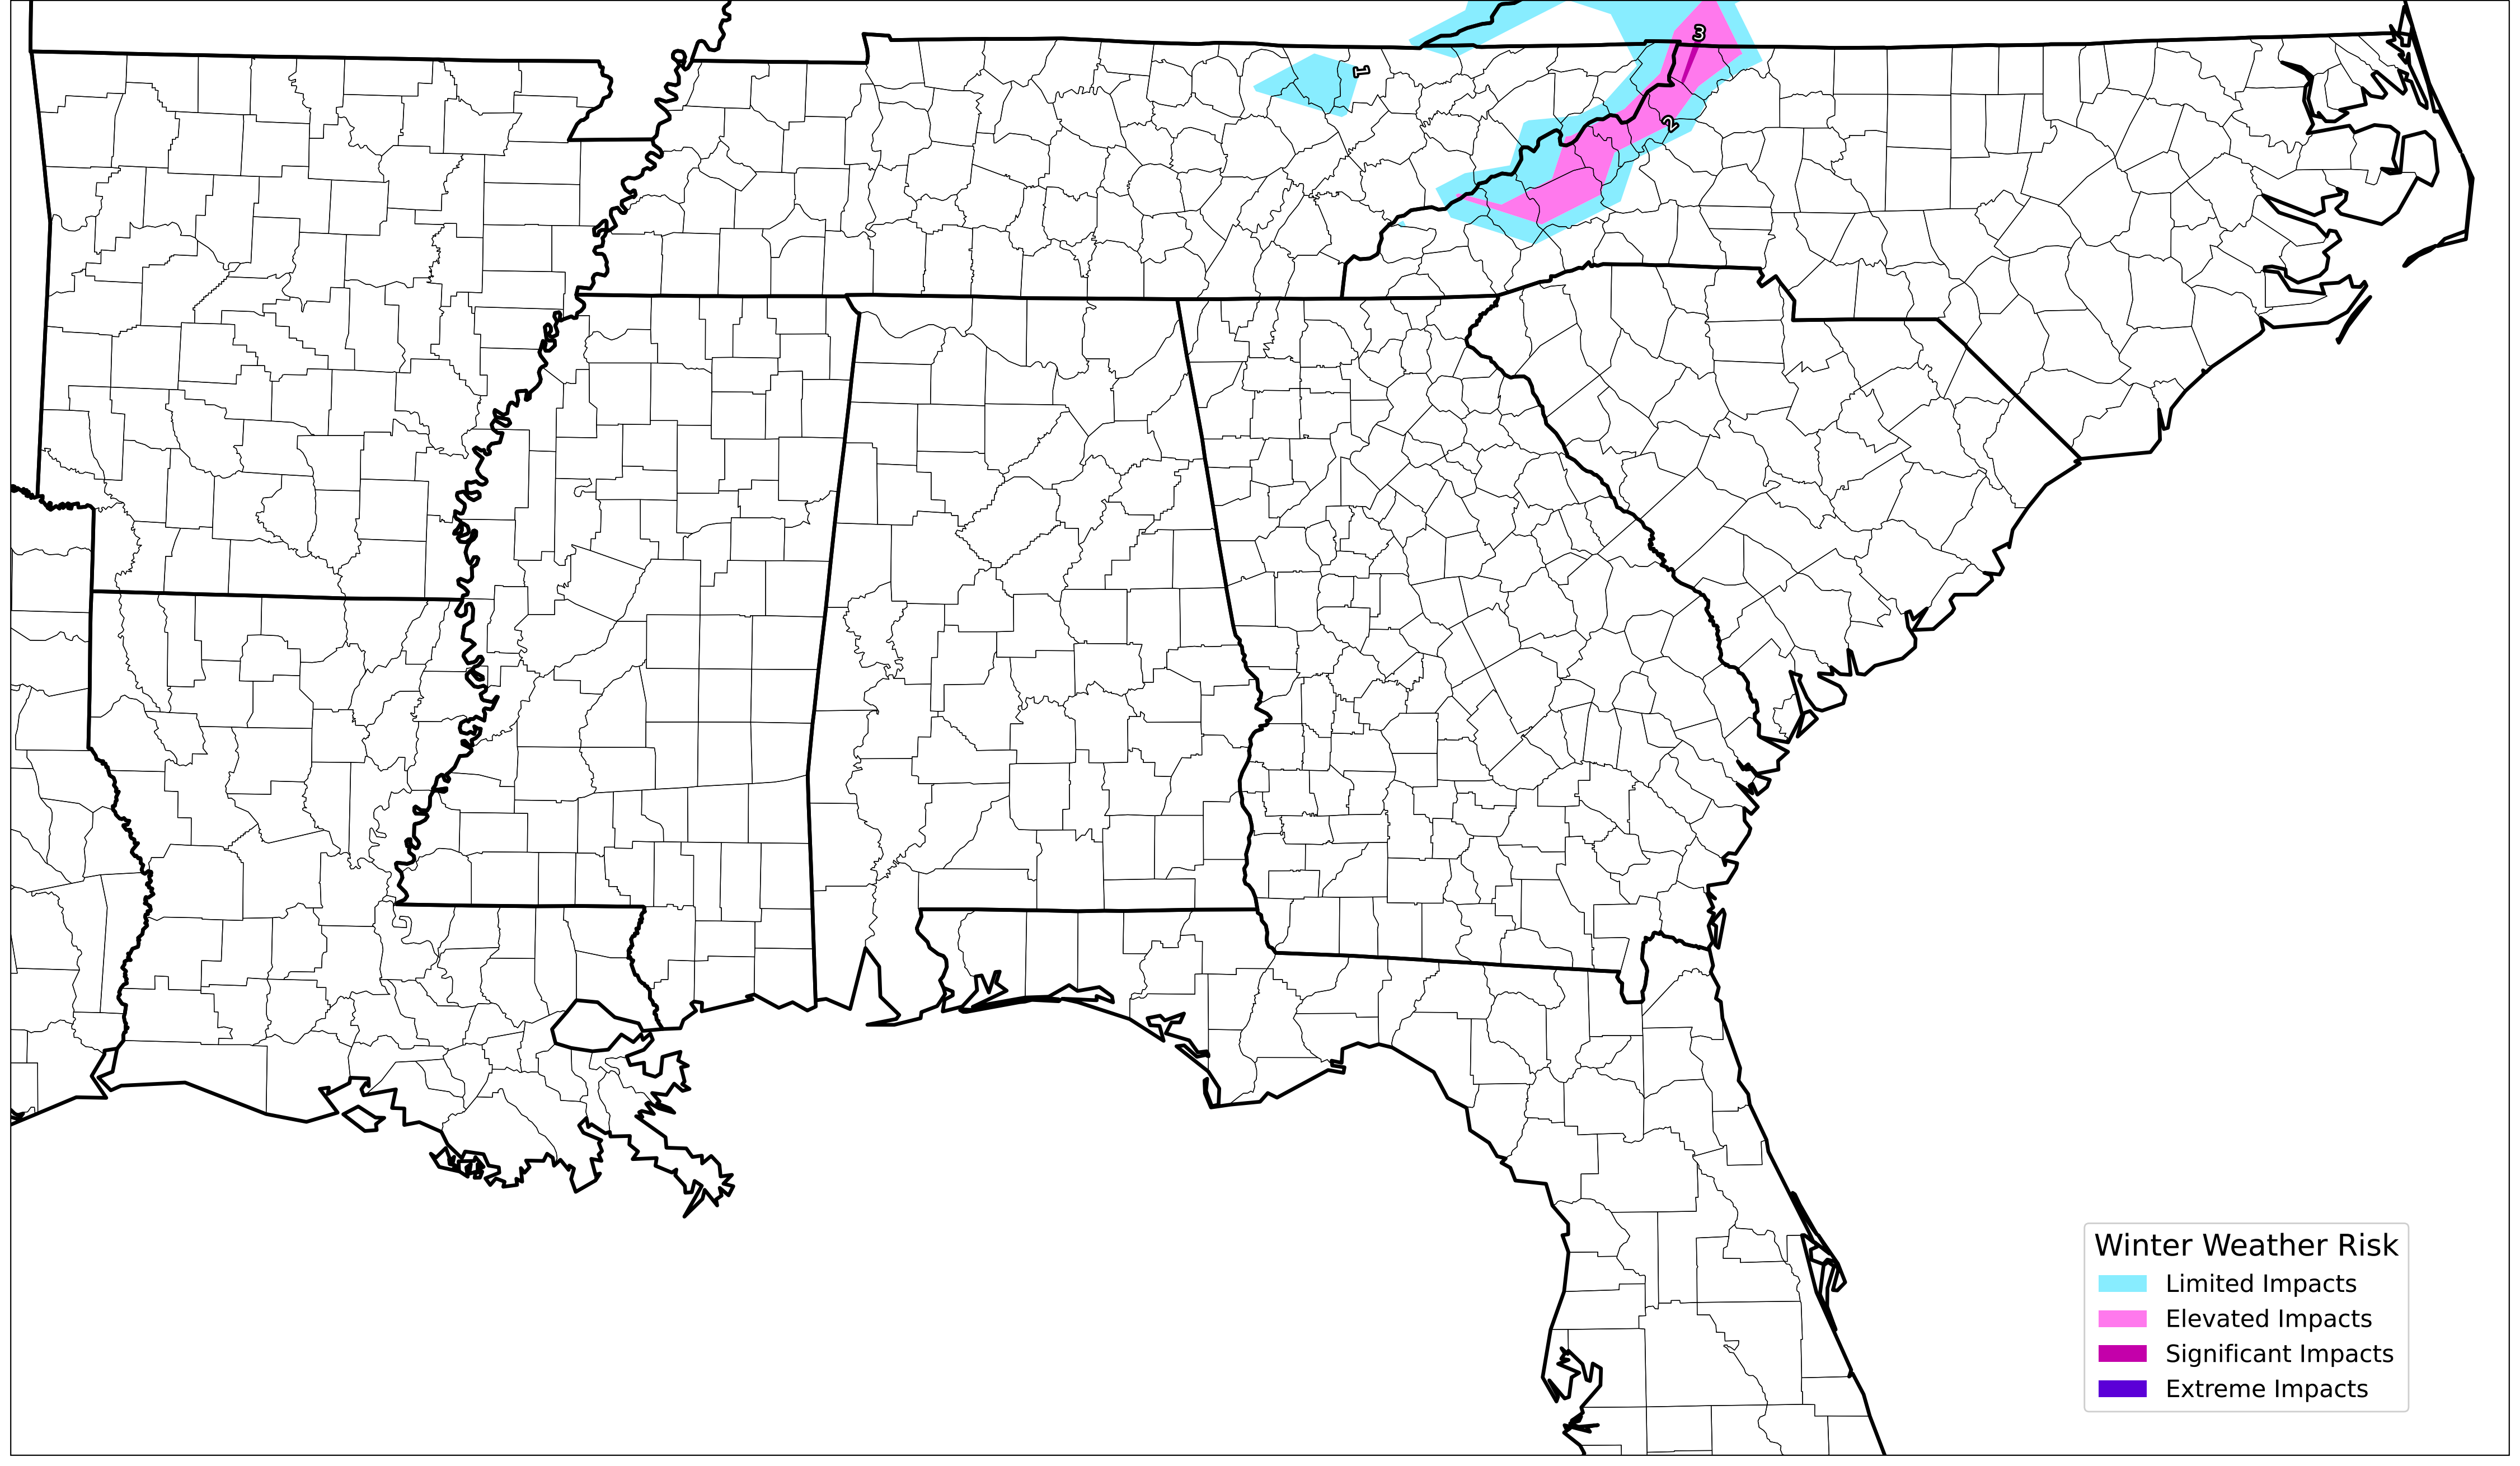 3
1
2
Winter Weather Risk
Limited Impacts
Elevated Impacts
Significant Impacts
Extreme Impacts